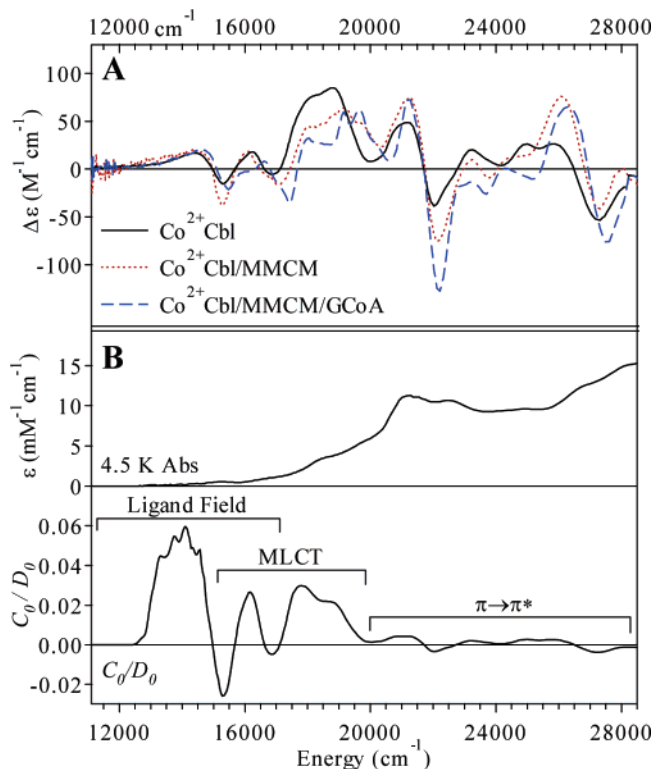 12000 cm⁻¹ 16000 20000 24000 28000
A
100
50
0
-50
-100
Δε (M⁻¹ cm⁻¹)
Co²⁺Cbl
Co²⁺Cbl/MMCM
Co²⁺Cbl/MMCM/GCoA
B
15
10
5
0
ε (mM⁻¹cm⁻¹)
4.5 K Abs
Ligand Field
MLCT
π→π*
0.06
0.04
0.02
0.00
-0.02
C₀/D₀
C₀/D₀
12000 16000 20000 24000 28000
Energy (cm⁻¹)